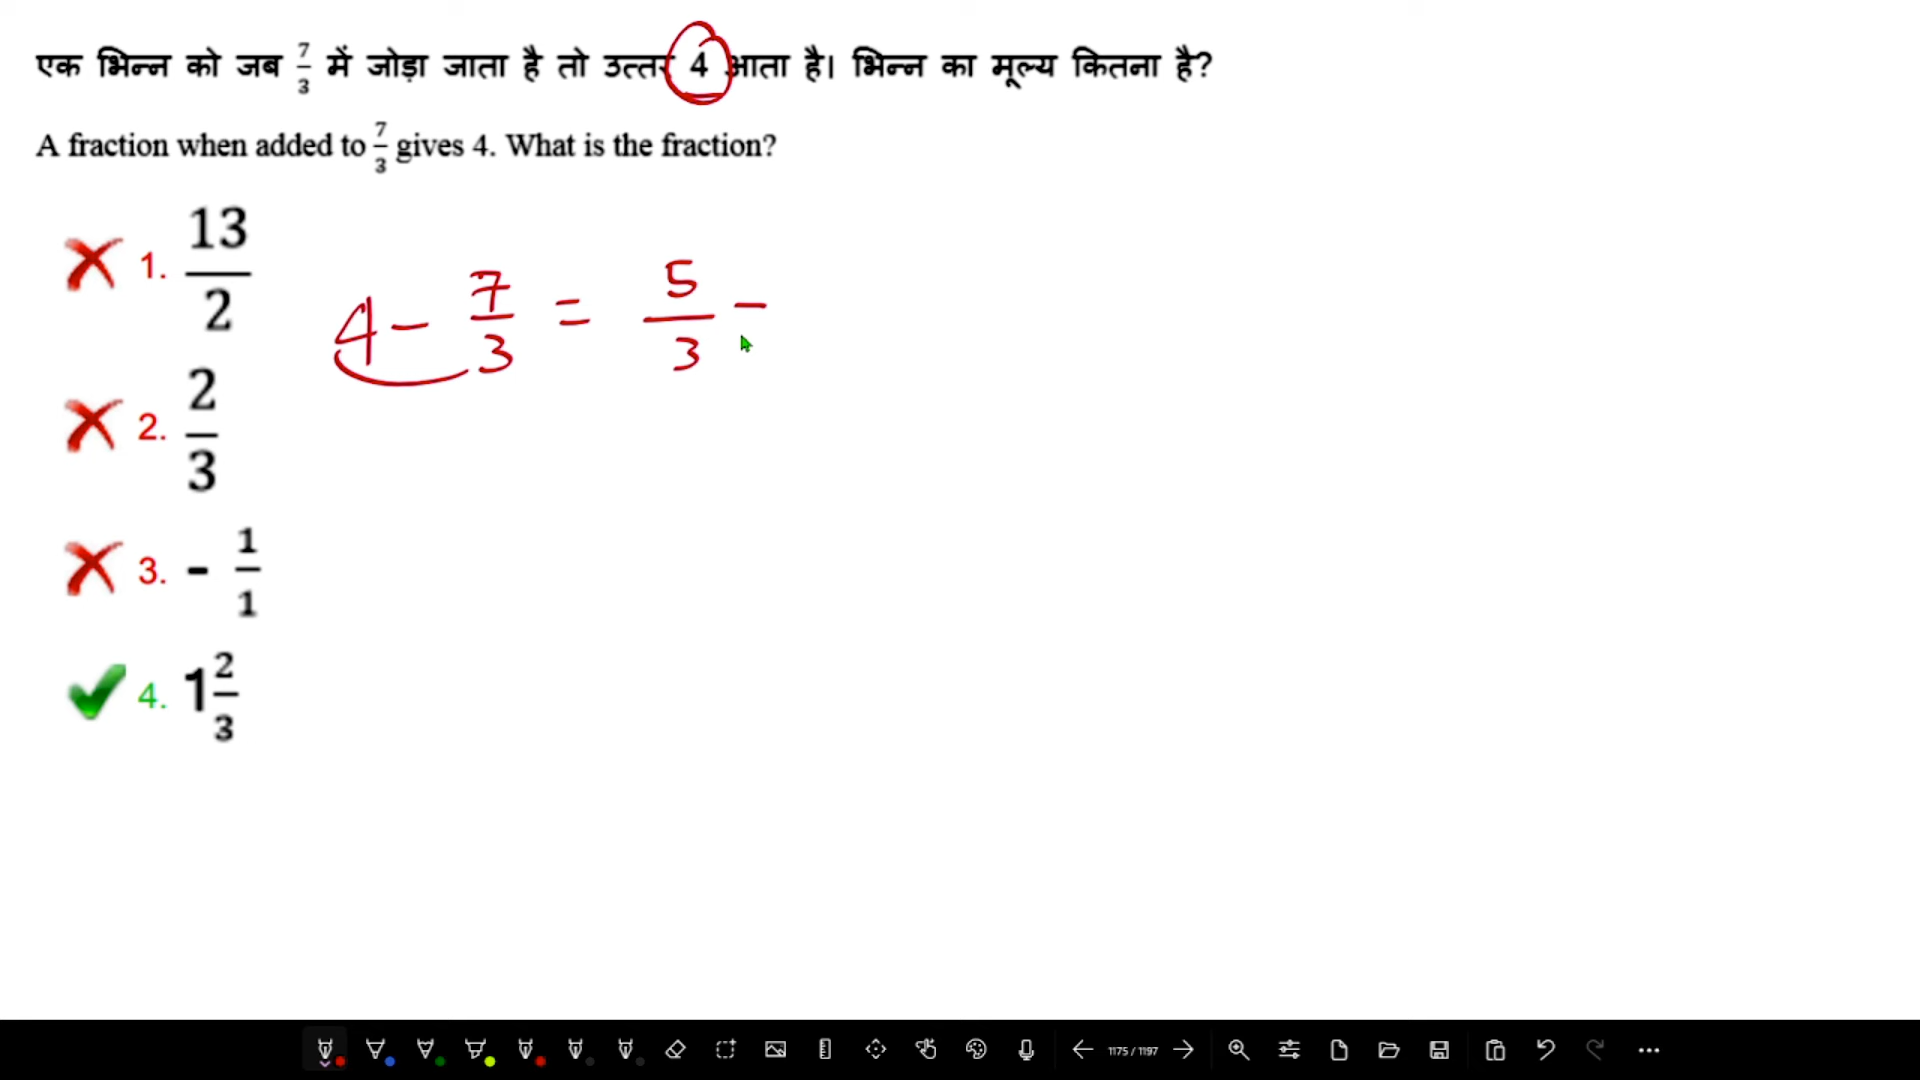 एक भिन्न को जब 7/3 में जोड़ा जाता है तो उत्तर 4 आता है। भिन्न का मूल्य कितना है?
A fraction when added to 7/3 gives 4. What is the fraction?
1. 13/2
4 - 7/3 = 5/3 -
2. 2/3
3. - 1/1
4. 1 2/3
1175 / 1197